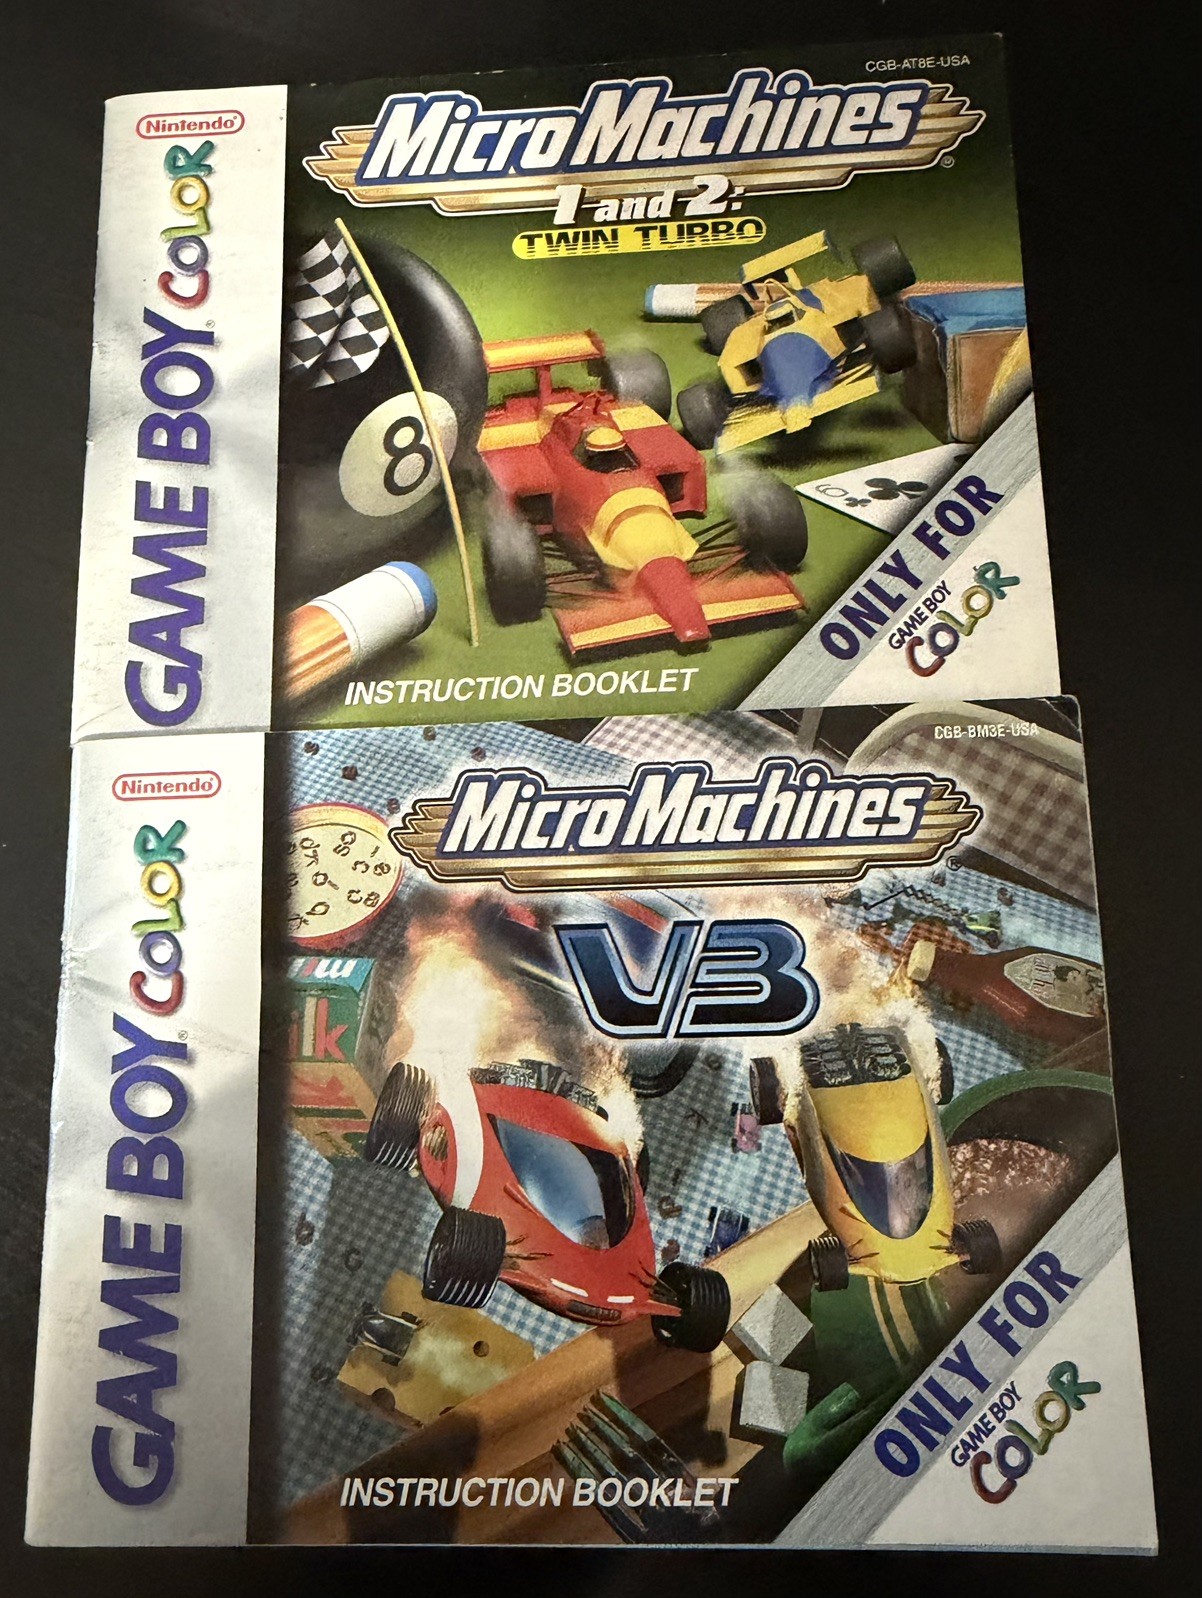 CGB-AT8E-USA
Nintendo®
GAME BOY® COLOR
Micro Machines®
1 and 2:
TWIN TURBO
8
6
ONLY FOR
GAME BOY
COLOR
INSTRUCTION BOOKLET
CGB-BM3E-USA
Nintendo®
GAME BOY® COLOR
Micro Machines®
V3
ONLY FOR
GAME BOY
COLOR
INSTRUCTION BOOKLET